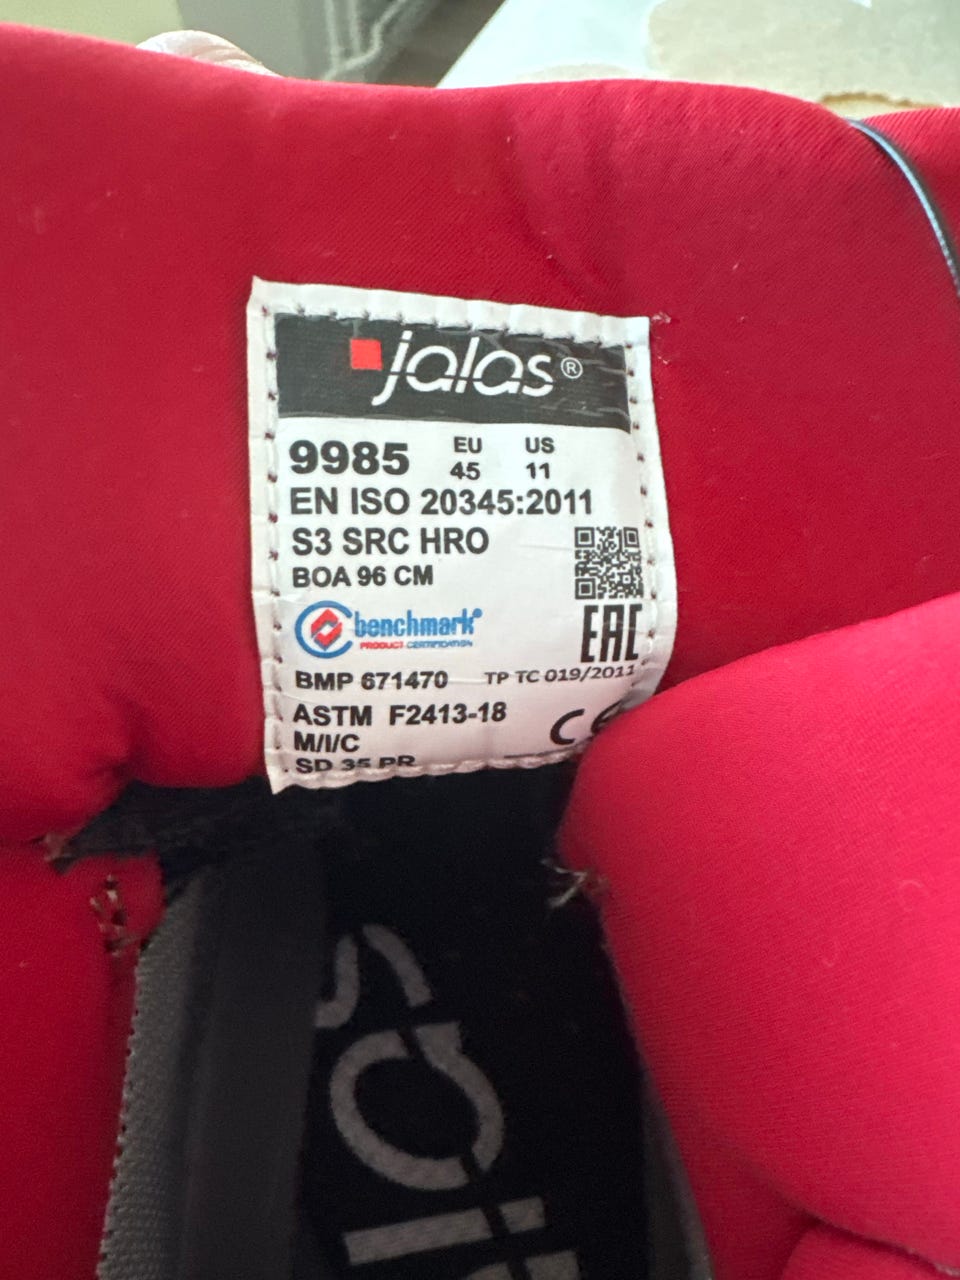 jalas®
9985 EU 45 US 11
EN ISO 20345:2011
S3 SRC HRO
BOA 96 CM
benchmark
PRODUCT CERTIFICATION
EAC
BMP 671470 TP TC 019/2011
ASTM F2413-18
CE
M/I/C
SD 35 PR